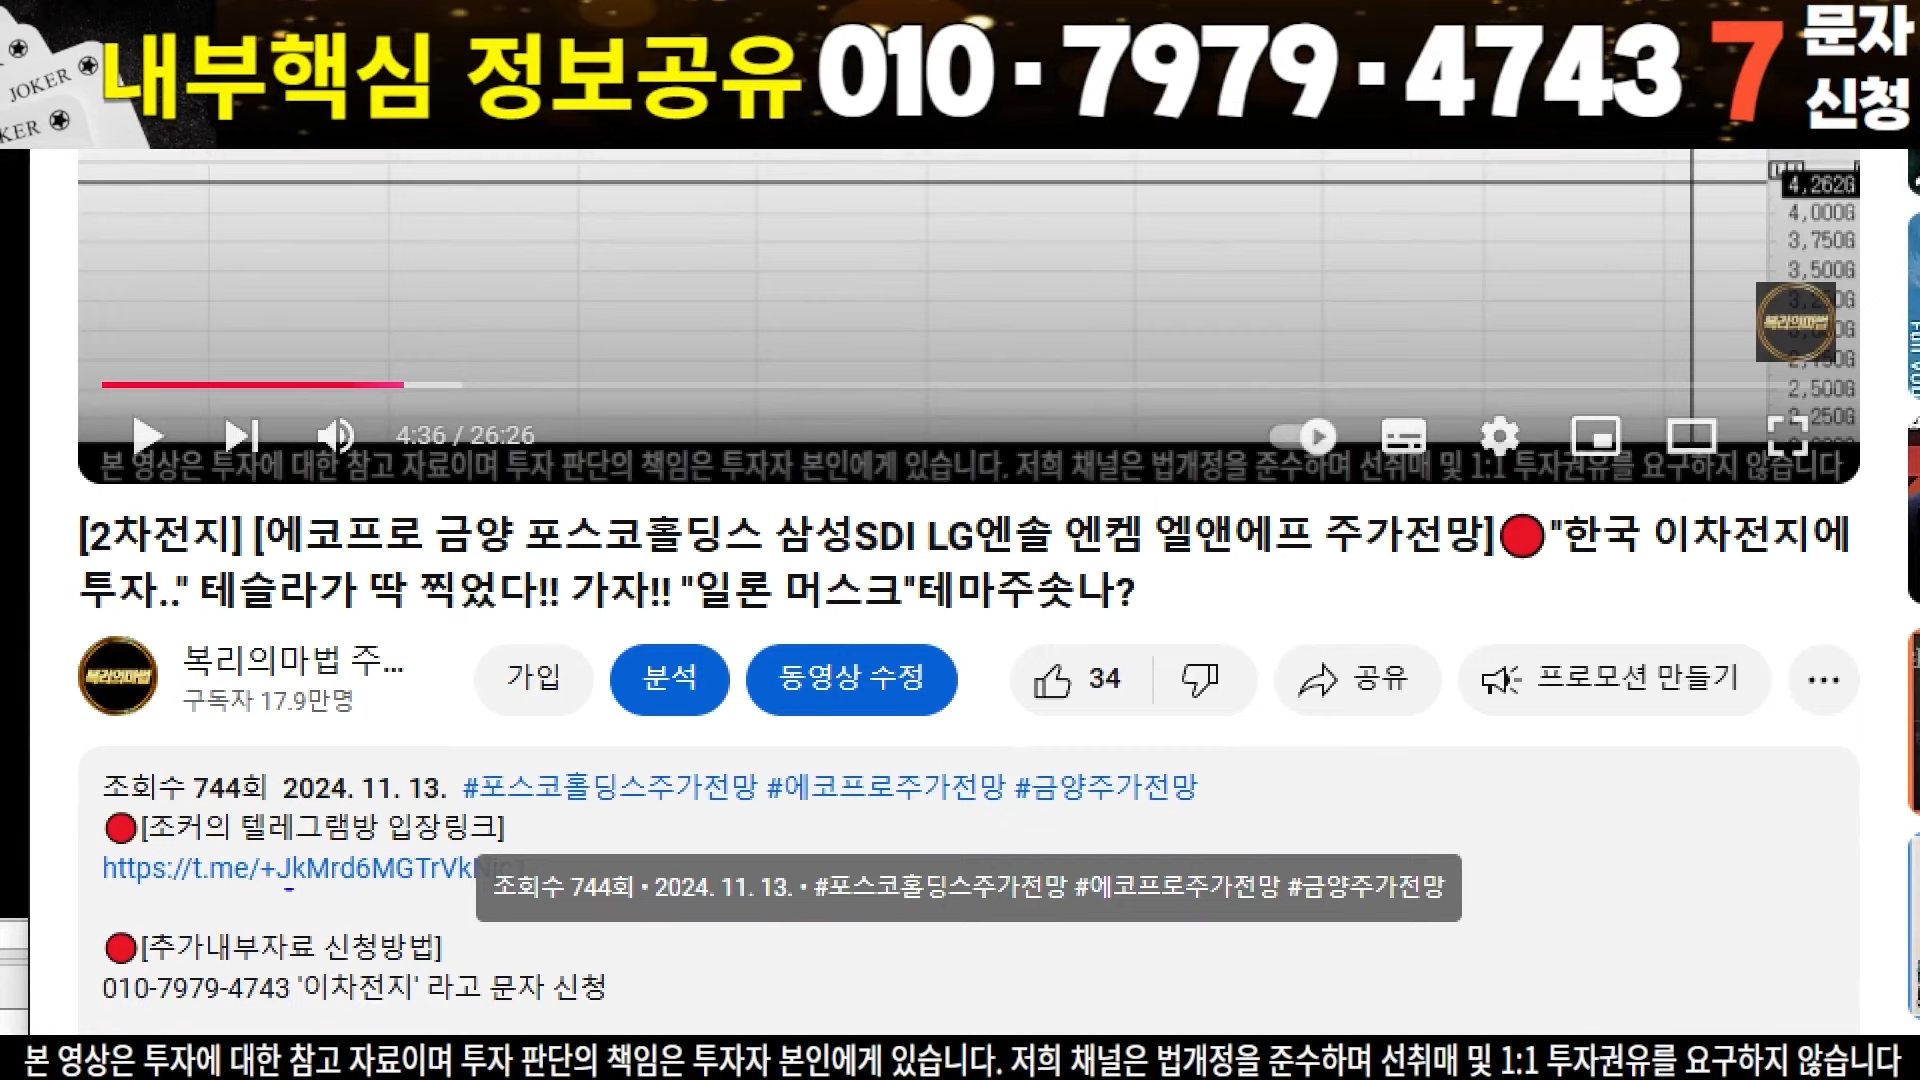 JOKER
KER
내부핵심 정보공유 010·7979·4743 7 문자
신청
4,262G
4,000G
3,750G
3,500G
복리의마법
2,500G
2,250G
4:36 / 26:26
본 영상은 투자에 대한 참고 자료이며 투자 판단의 책임은 투자자 본인에게 있습니다. 저희 채널은 법개정을 준수하며 선취매 및 1:1 투자권유를 요구하지 않습니다
[2차전지] [에코프로 금양 포스코홀딩스 삼성SDI LG엔솔 엔켐 엘앤에프 주가전망]🔴"한국 이차전지에
투자.." 테슬라가 딱 찍었다!! 가자!! "일론 머스크"테마주솟나?
복리의마법
복리의마법 주...
구독자 17.9만명
가입
분석
동영상 수정
34
공유
프로모션 만들기
조회수 744회 2024. 11. 13. #포스코홀딩스주가전망 #에코프로주가전망 #금양주가전망
🔴[조커의 텔레그램방 입장링크]
https://t.me/+JkMrd6MGTrVk
조회수 744회 • 2024. 11. 13. • #포스코홀딩스주가전망 #에코프로주가전망 #금양주가전망
🔴[추가내부자료 신청방법]
010-7979-4743 '이차전지' 라고 문자 신청
본 영상은 투자에 대한 참고 자료이며 투자 판단의 책임은 투자자 본인에게 있습니다. 저희 채널은 법개정을 준수하며 선취매 및 1:1 투자권유를 요구하지 않습니다